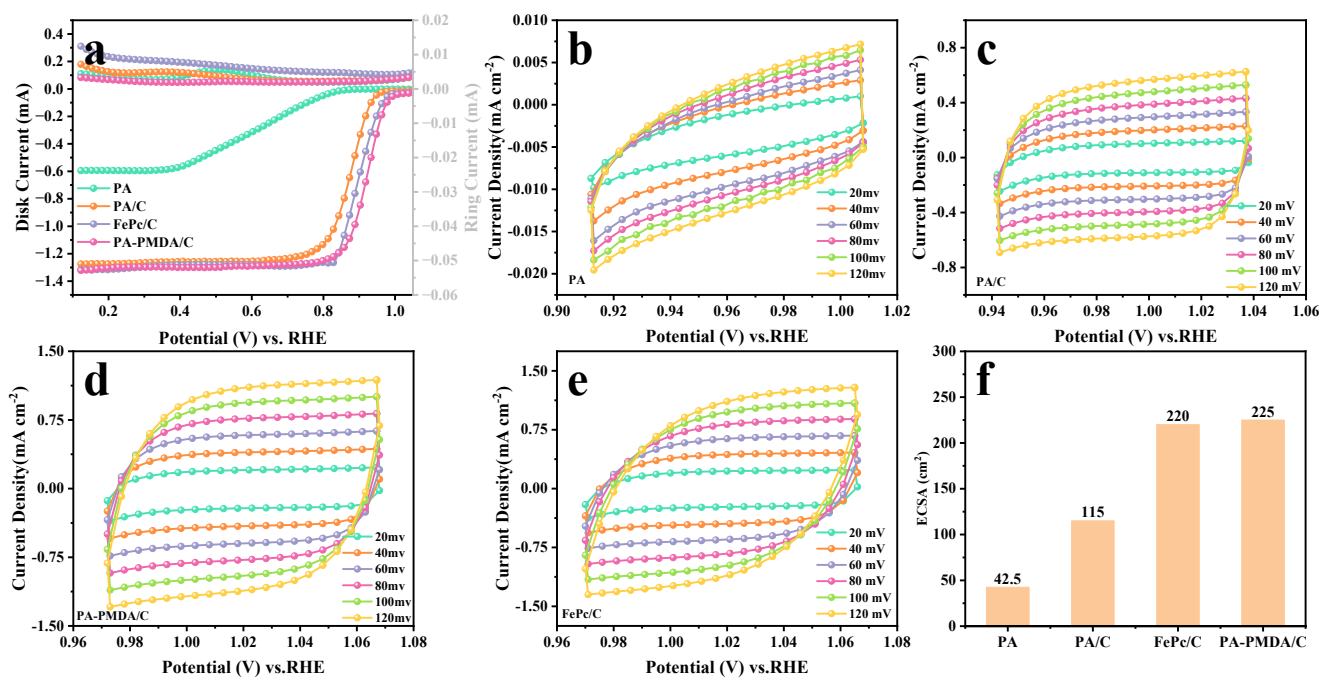 a
0.4
0.2
0.0
−0.2
−0.4
−0.6
−0.8
−1.0
−1.2
−1.4
Disk Current (mA)
0.02
0.01
0.00
−0.01
−0.02
−0.03
−0.04
−0.05
−0.06
Ring Current (mA)
PA
PA/C
FePc/C
PA-PMDA/C
0.2
0.4
0.6
0.8
1.0
Potential (V) vs. RHE
b
0.010
0.005
0.000
-0.005
-0.010
-0.015
-0.020
Current Density(mA cm⁻²)
20mv
40mv
60mv
80mv
100mv
120mv
PA
0.90
0.92
0.94
0.96
0.98
1.00
1.02
Potential (V) vs.RHE
c
0.8
0.4
0.0
-0.4
-0.8
Current Density(mA cm⁻²)
20 mV
40 mV
60 mV
80 mV
100 mV
120 mV
PA/C
0.94
0.96
0.98
1.00
1.02
1.04
1.06
Potential (V) vs.RHE
d
1.50
0.75
0.00
-0.75
-1.50
Current Density(mA cm⁻²)
20mv
40mv
60mv
80mv
100mv
120mv
PA-PMDA/C
0.96
0.98
1.00
1.02
1.04
1.06
1.08
Potential (V) vs.RHE
e
1.50
0.75
0.00
-0.75
-1.50
Current Density(mA cm⁻²)
20 mV
40 mV
60 mV
80 mV
100 mV
120 mV
FePc/C
0.96
0.98
1.00
1.02
1.04
1.06
1.08
Potential (V) vs.RHE
f
300
250
200
150
100
50
0
ECSA (cm²)
42.5
115
220
225
PA
PA/C
FePc/C
PA-PMDA/C